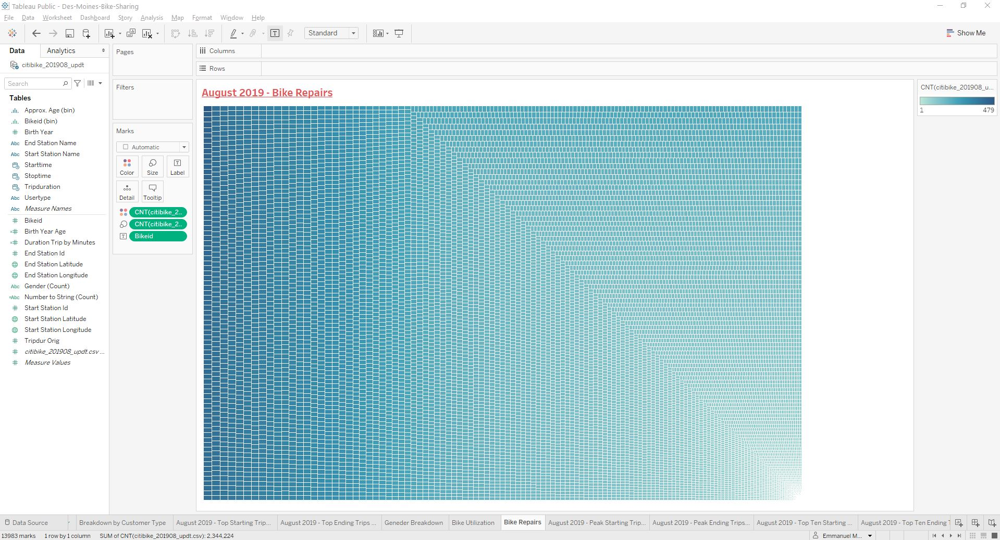 Tableau Public - Des-Moines-Bike-Sharing
File Data Worksheet Dashboard Story Analysis Map Format Window Help
Standard
Show Me
Data Analytics
citibike_201908_updt
Search
Tables
Approx. Age (bin)
Bikeid (bin)
Birth Year
Abc End Station Name
Abc Start Station Name
Starttime
Stoptime
Tripduration
Abc Usertype
Abc Measure Names
Bikeid
=# Birth Year Age
=# Duration Trip by Minutes
# End Station Id
End Station Latitude
End Station Longitude
Abc Gender (Count)
=Abc Number to String (Count)
# Start Station Id
Start Station Latitude
Start Station Longitude
# Tripdur Orig
# citibike_201908_updt.csv ...
# Measure Values
Pages
Filters
Marks
Automatic
Color Size Label
Detail Tooltip
CNT(citibike_2..
CNT(citibike_2..
Bikeid
Columns
Rows
August 2019 - Bike Repairs
CNT(citibike_201908_u...
1 479
Data Source Breakdown by Customer Type August 2019 - Top Starting Trip... August 2019 - Top Ending Trips ... Geneder Breakdown Bike Utilization Bike Repairs August 2019 - Peak Starting Trip... August 2019 - Peak Ending Trips... August 2019 - Top Ten Starting ... August 2019 - Top Ten Ending T
13983 marks 1 row by 1 column SUM of CNT(citibike_201908_updt.csv): 2,344,224
Emmanuel M...